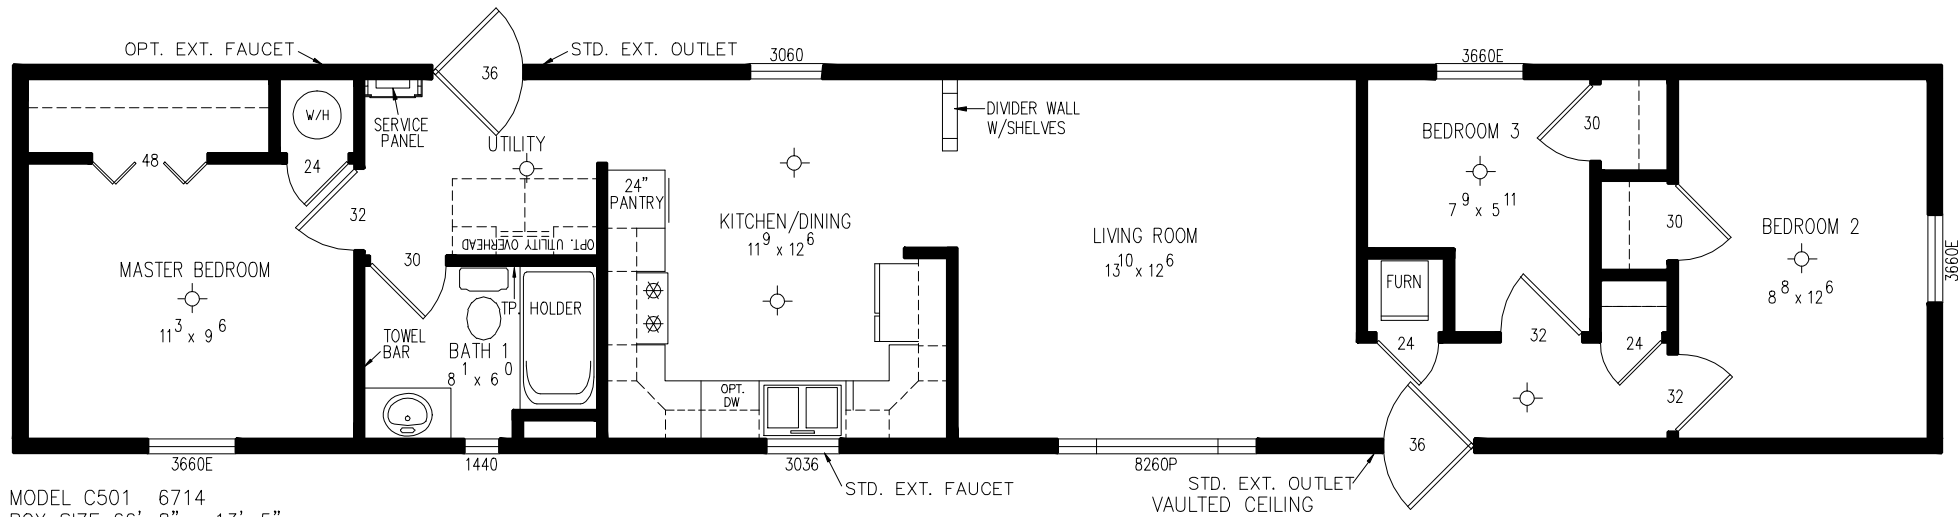 OPT. EXT. FAUCET
STD. EXT. OUTLET
36
3060
3660E
W/H
SERVICE
PANEL
DIVIDER WALL
W/SHELVES
BEDROOM 3
7 9 x 5 11
30
48
24
UTILITY
24"
PANTRY
32
KITCHEN/DINING
11 9 x 12 6
LIVING ROOM
13 10 x 12 6
30
BEDROOM 2
8 8 x 12 6
3660E
OPT. UTILITY OVERHEAD
30
MASTER BEDROOM
11 3 x 9 6
FURN
TP. HOLDER
TOWEL
BAR
BATH 1
8 1 x 6 0
24
32
24
OPT.
DW
32
36
3660E
1440
3036
8260P
STD. EXT. FAUCET
STD. EXT. OUTLET
VAULTED CEILING
MODEL C501 6714